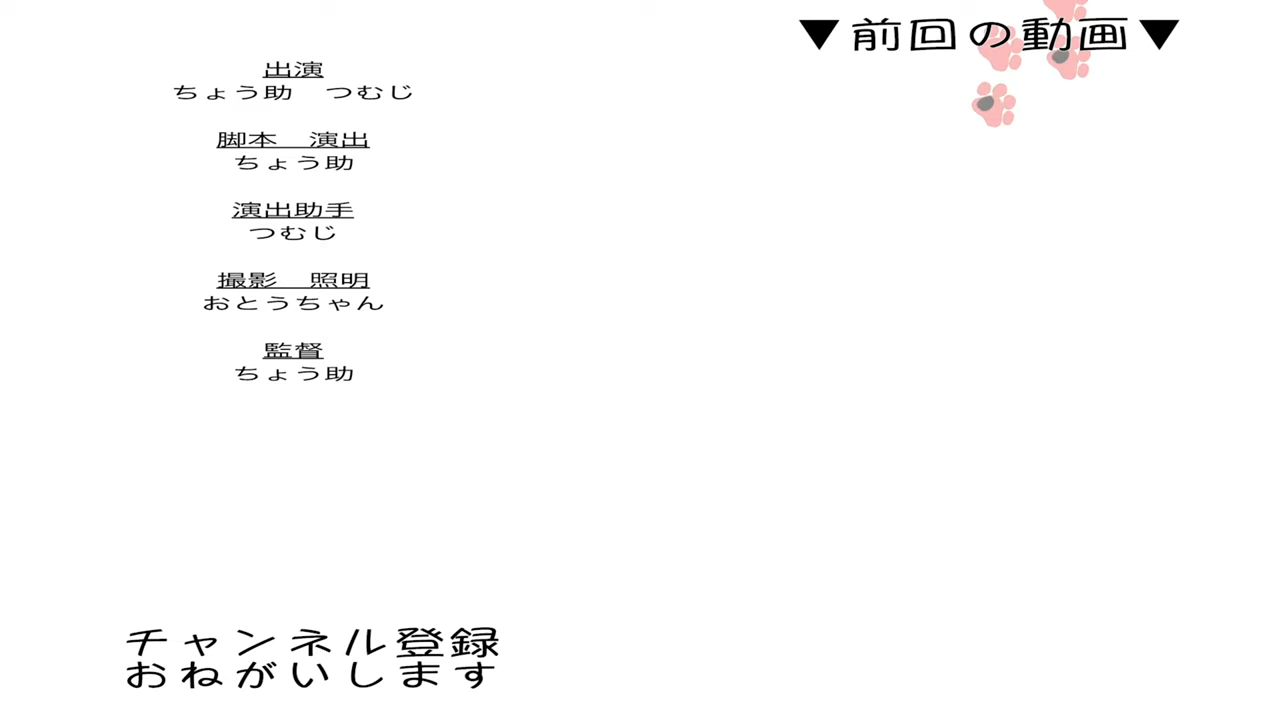 ▼前回の動画▼
出演
ちょう助　つむじ
脚本　演出
ちょう助
演出助手
つむじ
撮影　照明
おとうちゃん
監督
ちょう助
チャンネル登録
おねがいします